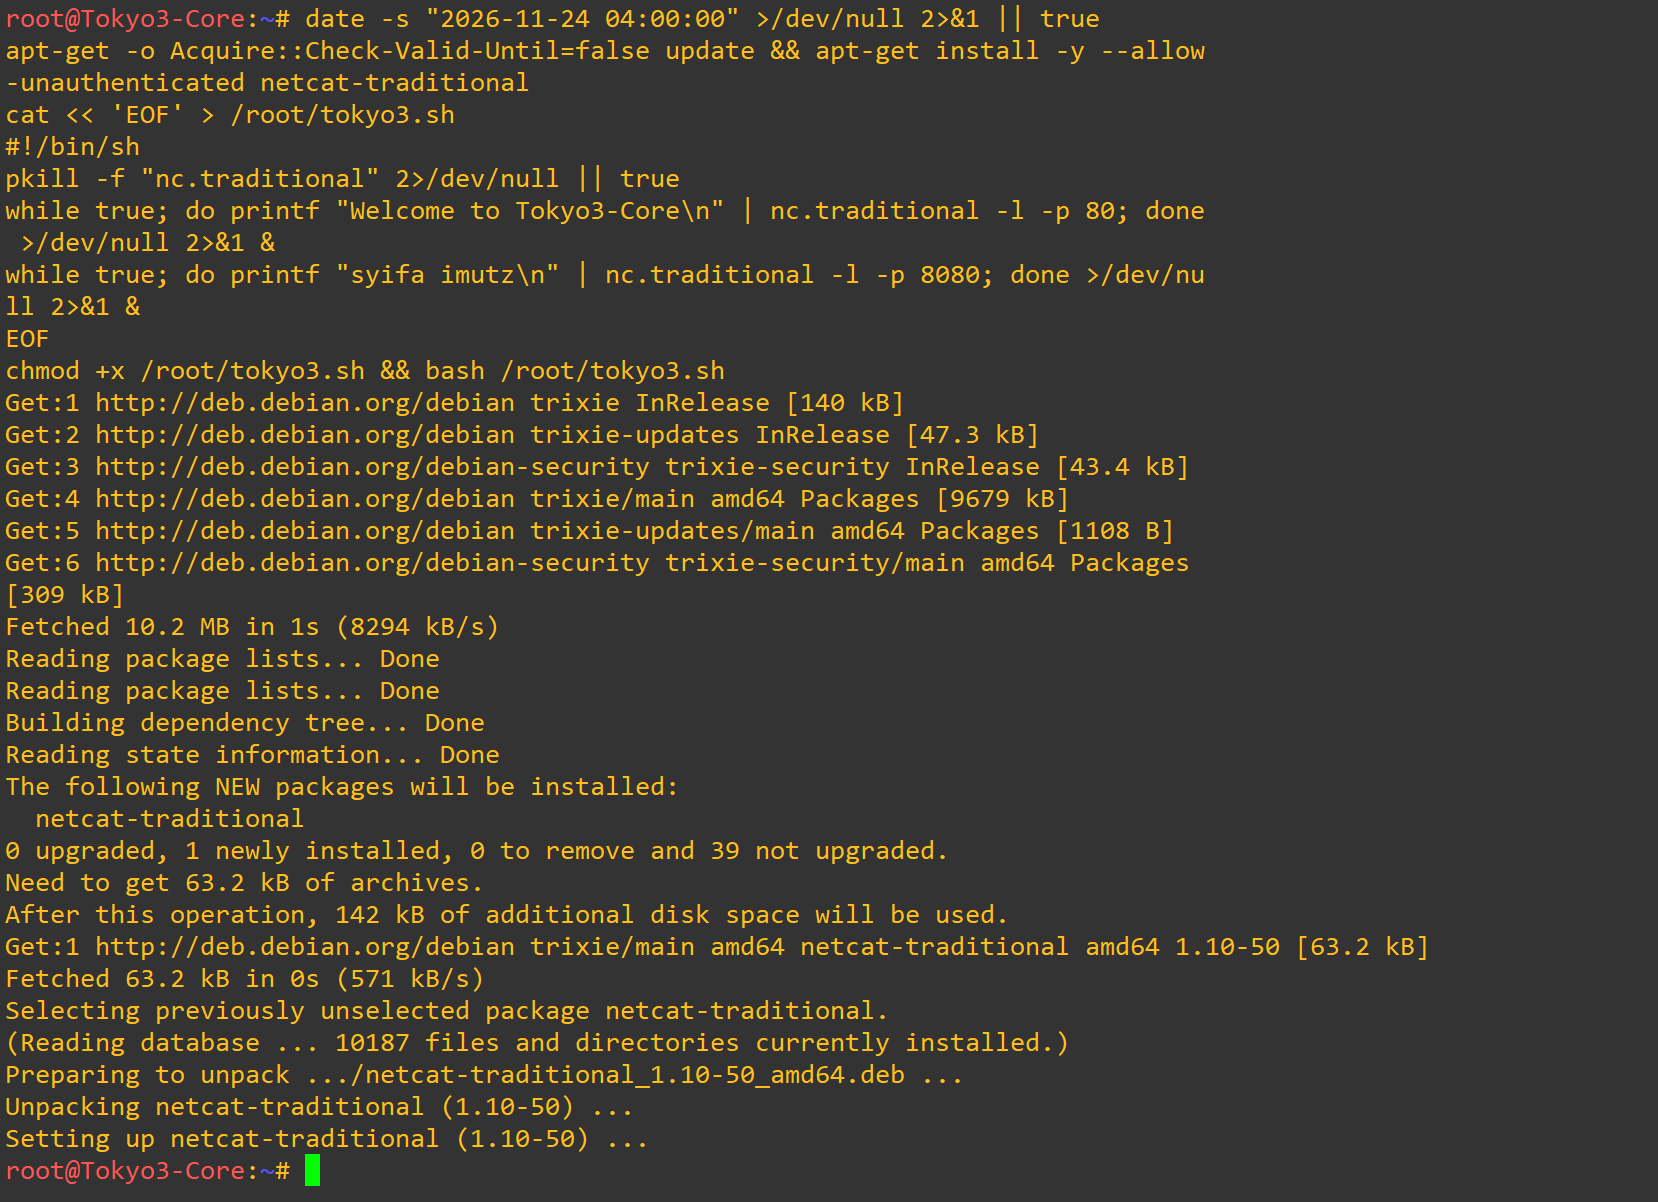 root@Tokyo3-Core:~# date -s "2026-11-24 04:00:00" >/dev/null 2>&1 || true
apt-get -o Acquire::Check-Valid-Until=false update && apt-get install -y --allow
-unauthenticated netcat-traditional
cat << 'EOF' > /root/tokyo3.sh
#!/bin/sh
pkill -f "nc.traditional" 2>/dev/null || true
while true; do printf "Welcome to Tokyo3-Core\n" | nc.traditional -l -p 80; done
 >/dev/null 2>&1 &
while true; do printf "syifa imutz\n" | nc.traditional -l -p 8080; done >/dev/nu
ll 2>&1 &
EOF
chmod +x /root/tokyo3.sh && bash /root/tokyo3.sh
Get:1 http://deb.debian.org/debian trixie InRelease [140 kB]
Get:2 http://deb.debian.org/debian trixie-updates InRelease [47.3 kB]
Get:3 http://deb.debian.org/debian-security trixie-security InRelease [43.4 kB]
Get:4 http://deb.debian.org/debian trixie/main amd64 Packages [9679 kB]
Get:5 http://deb.debian.org/debian trixie-updates/main amd64 Packages [1108 B]
Get:6 http://deb.debian.org/debian-security trixie-security/main amd64 Packages
[309 kB]
Fetched 10.2 MB in 1s (8294 kB/s)
Reading package lists... Done
Reading package lists... Done
Building dependency tree... Done
Reading state information... Done
The following NEW packages will be installed:
  netcat-traditional
0 upgraded, 1 newly installed, 0 to remove and 39 not upgraded.
Need to get 63.2 kB of archives.
After this operation, 142 kB of additional disk space will be used.
Get:1 http://deb.debian.org/debian trixie/main amd64 netcat-traditional amd64 1.10-50 [63.2 kB]
Fetched 63.2 kB in 0s (571 kB/s)
Selecting previously unselected package netcat-traditional.
(Reading database ... 10187 files and directories currently installed.)
Preparing to unpack .../netcat-traditional_1.10-50_amd64.deb ...
Unpacking netcat-traditional (1.10-50) ...
Setting up netcat-traditional (1.10-50) ...
root@Tokyo3-Core:~#